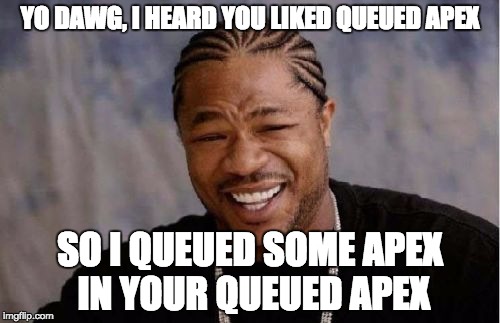 YO DAWG, I HEARD YOU LIKED QUEUED APEX
SO I QUEUED SOME APEX
IN YOUR QUEUED APEX
imgflip.com